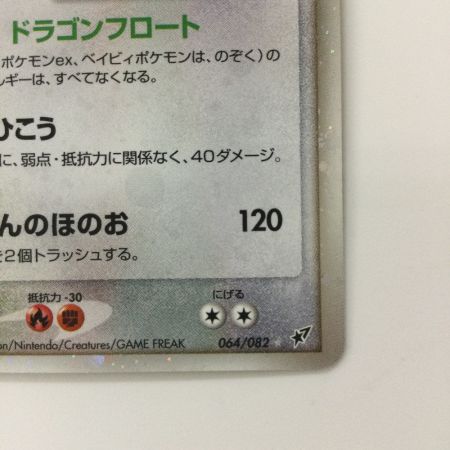 ドラゴンフロート
ポケモンex、ベイビィポケモンは、のぞく）の
ルギーは、すべてなくなる。
ひこう
に、弱点・抵抗力に関係なく、40ダメージ。
んのほのお 120
を2個トラッシュする。
抵抗力 -30 にげる
on/Nintendo/Creatures/GAME FREAK 064/082